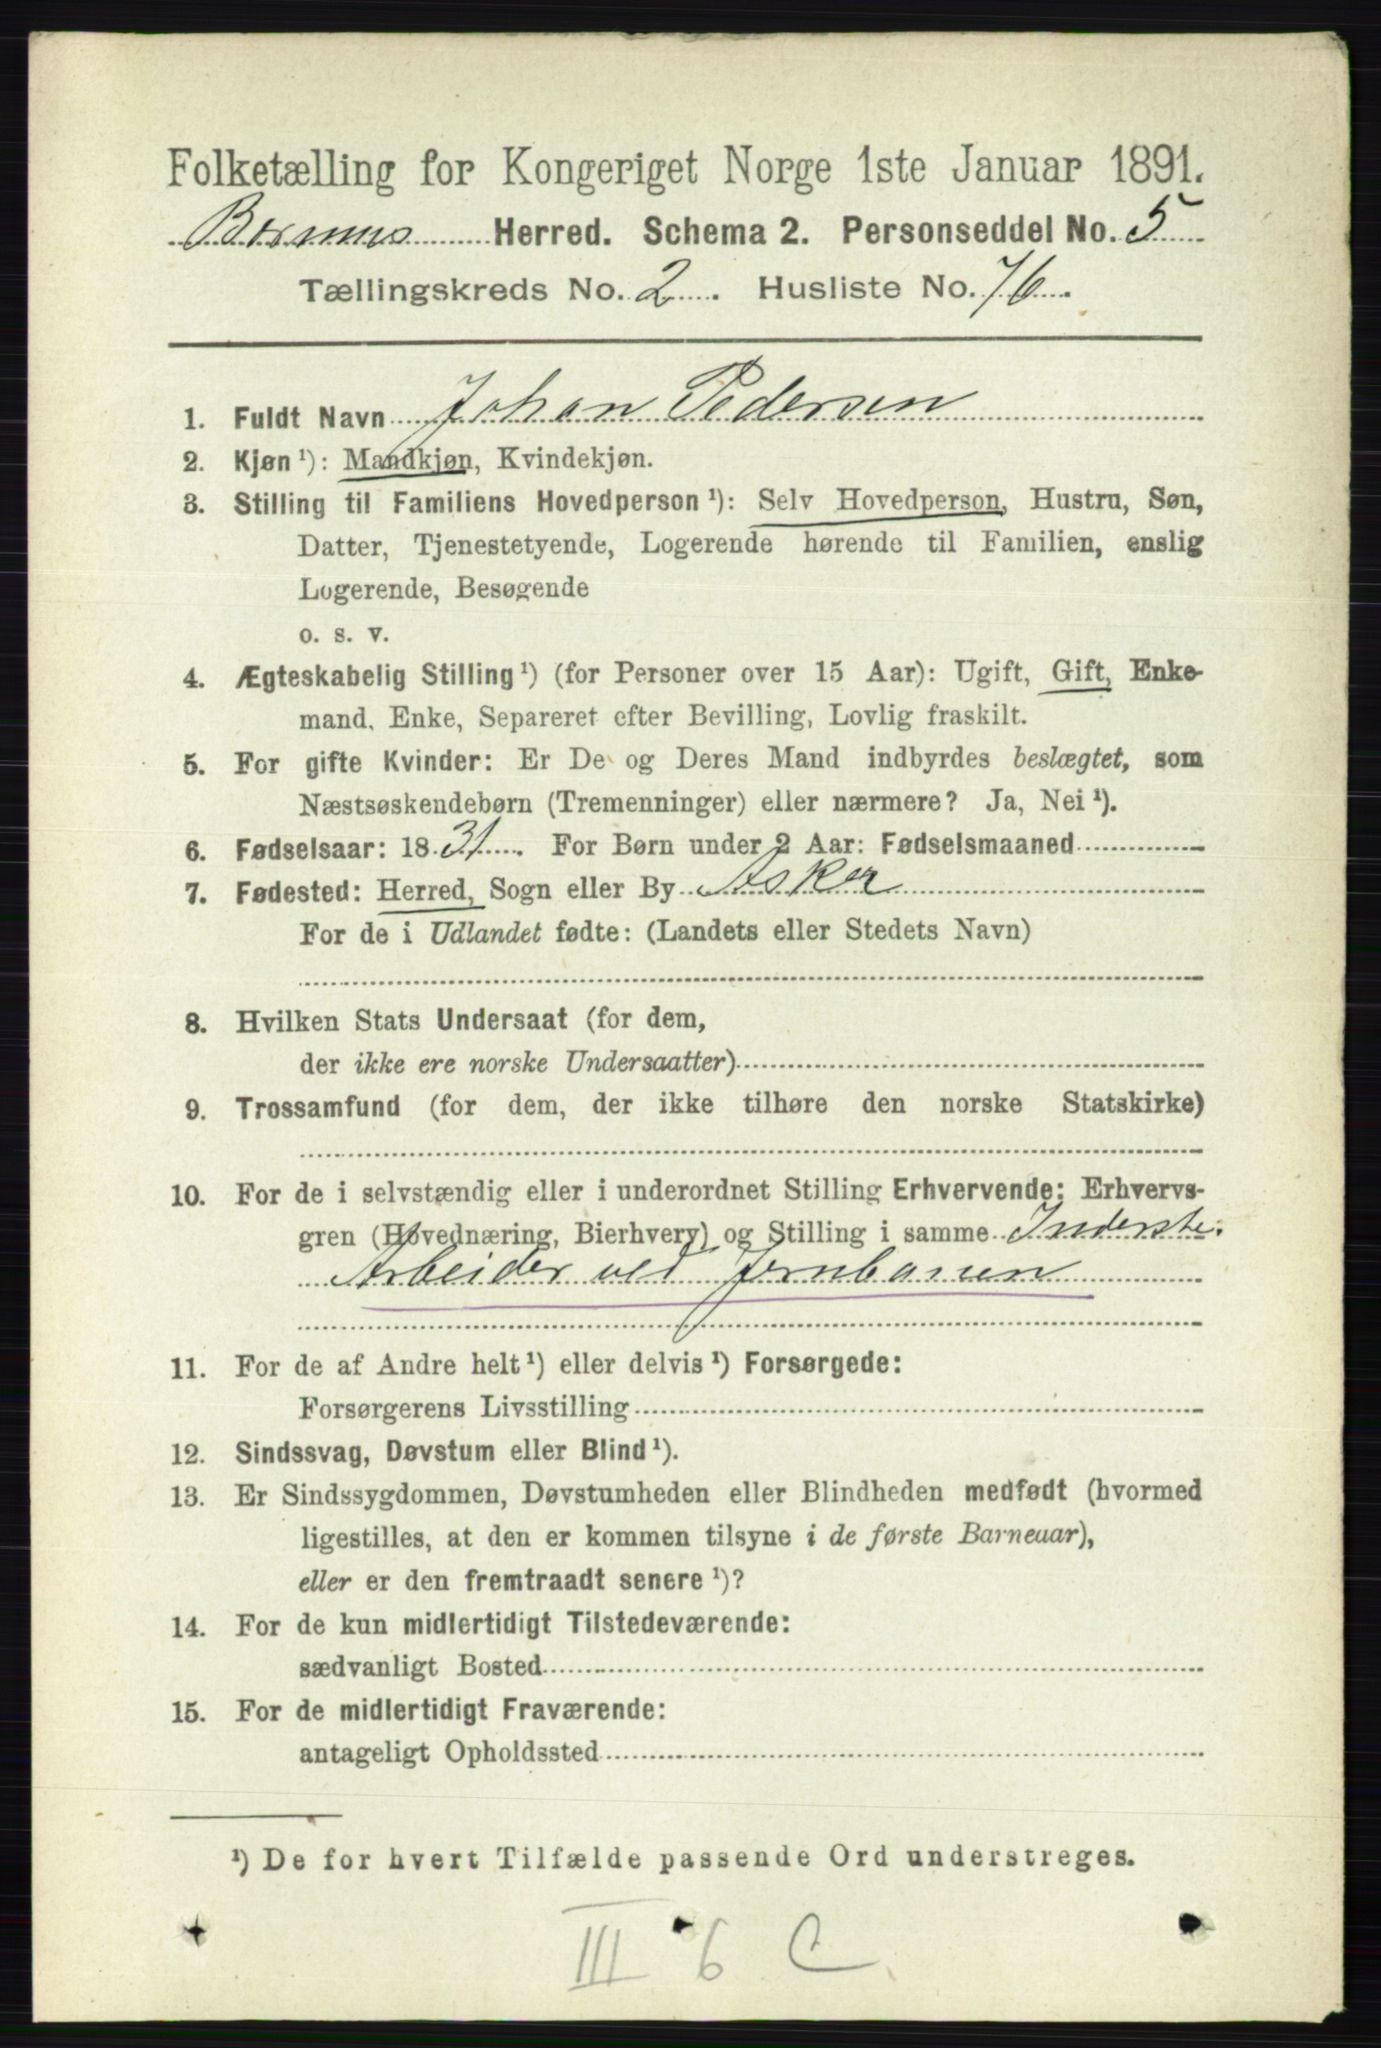 Folketælling for Kongeriget Norge 1ste Januar 1891.
Bærums Herred. Schema 2. Personseddel No. 5
Tællingskreds No. 2. Husliste No. 76.
1. Fuldt Navn Johan Pedersen
2. Kjøn ¹): Mandkjøn, Kvindekjøn.
3. Stilling til Familiens Hovedperson ¹): Selv Hovedperson, Hustru, Søn,
Datter, Tjenestetyende, Logerende hørende til Familien, enslig
Logerende, Besøgende
o. s. v.
4. Ægteskabelig Stilling ¹) (for Personer over 15 Aar): Ugift, Gift, Enke-
mand, Enke, Separeret efter Bevilling, Lovlig fraskilt.
5. For gifte Kvinder: Er De og Deres Mand indbyrdes beslægtet, som
Næstsøskendebørn (Tremenninger) eller nærmere? Ja, Nei ¹).
6. Fødselsaar: 1831. For Børn under 2 Aar: Fødselsmaaned
7. Fødested: Herred, Sogn eller By Asker
For de i Udlandet fødte: (Landets eller Stedets Navn)
8. Hvilken Stats Undersaat (for dem,
der ikke ere norske Undersaatter)
9. Trossamfund (for dem, der ikke tilhøre den norske Statskirke)
10. For de i selvstændig eller i underordnet Stilling Erhvervende: Erhvervs-
gren (Hovednæring, Bierhverv) og Stilling i samme Inderste.
Arbeider ved Jernbanen
11. For de af Andre helt ¹) eller delvis ¹) Forsørgede:
Forsørgerens Livsstilling
12. Sindssvag, Døvstum eller Blind ¹).
13. Er Sindssygdommen, Døvstumheden eller Blindheden medfødt (hvormed
ligestilles, at den er kommen tilsyne i de første Barneaar),
eller er den fremtraadt senere ¹)?
14. For de kun midlertidigt Tilstedeværende:
sædvanligt Bosted
15. For de midlertidigt Fraværende:
antageligt Opholdssted
¹) De for hvert Tilfælde passende Ord understreges.
III 6 C